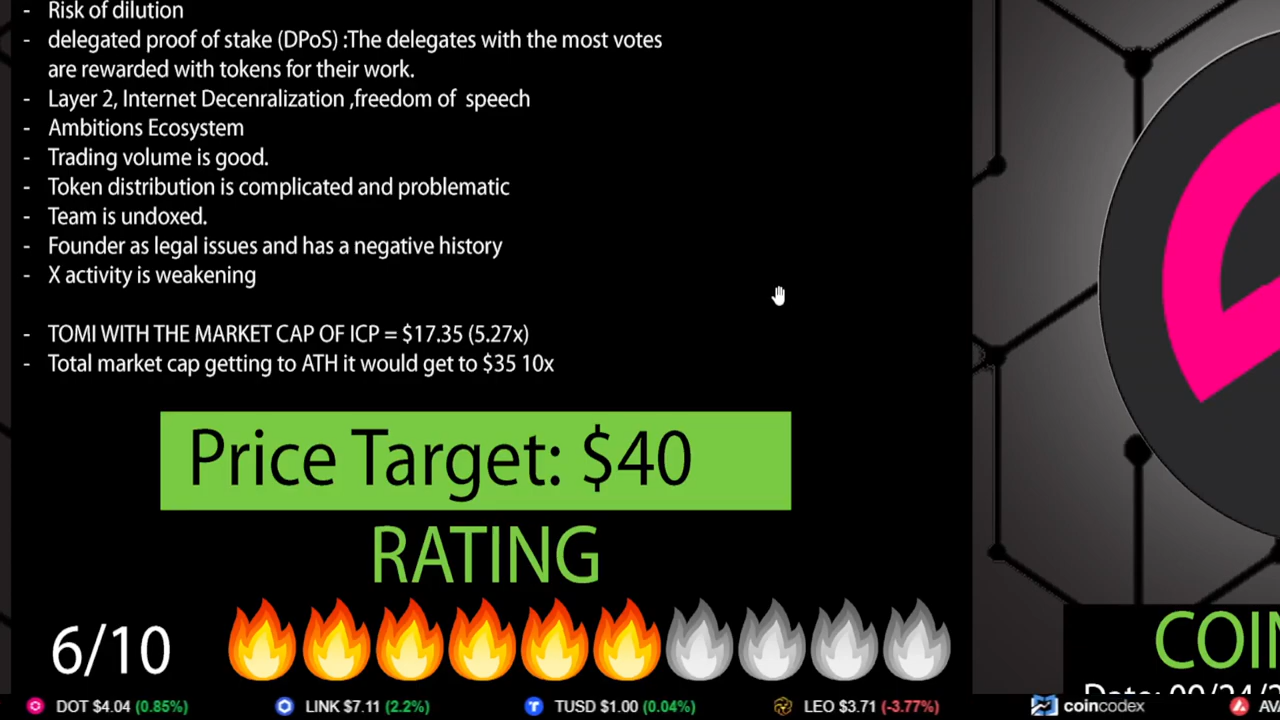 - Risk of dilution
- delegated proof of stake (DPoS) :The delegates with the most votes
are rewarded with tokens for their work.
- Layer 2, Internet Decenralization ,freedom of speech
- Ambitions Ecosystem
- Trading volume is good.
- Token distribution is complicated and problematic
- Team is undoxed.
- Founder as legal issues and has a negative history
- X activity is weakening
- TOMI WITH THE MARKET CAP OF ICP = $17.35 (5.27x)
- Total market cap getting to ATH it would get to $35 10x
Price Target: $40
RATING
6/10
COIN
DOT $4.04 (0.85%) LINK $7.11 (2.2%) TUSD $1.00 (0.04%) LEO $3.71 (-3.77%) coincodex AVA